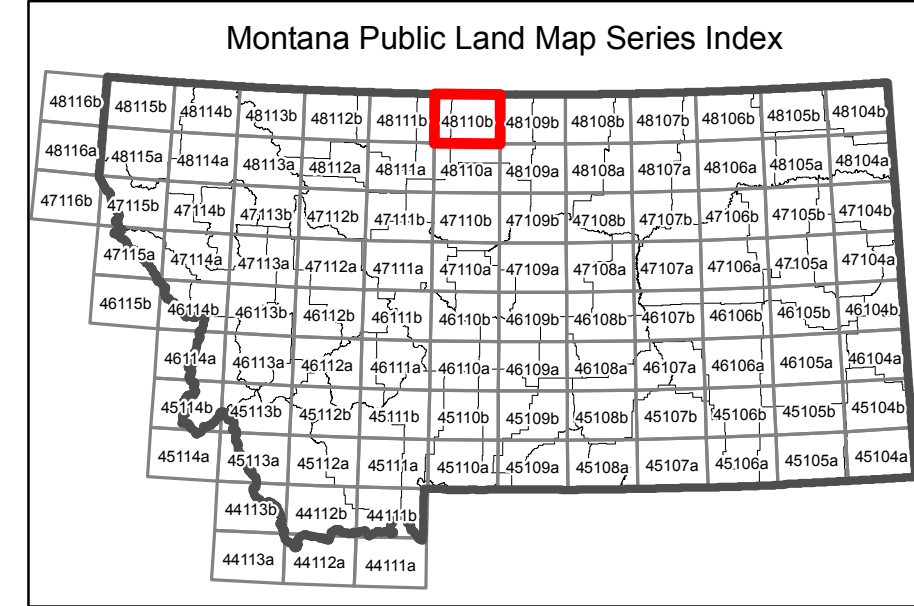 Montana Public Land Map Series Index
48116b 48115b 48114b 48113b 48112b 48111b 48110b 48109b 48108b 48107b 48106b 48105b 48104b
48116a 48115a 48114a 48113a 48112a 48111a 48110a 48109a 48108a 48107a 48106a 48105a 48104a
47116b 47115b 47114b 47113b 47112b 47111b 47110b 47109b 47108b 47107b 47106b 47105b 47104b
47115a 47114a 47113a 47112a 47111a 47110a 47109a 47108a 47107a 47106a 47105a 47104a
46115b 46114b 46113b 46112b 46111b 46110b 46109b 46108b 46107b 46106b 46105b 46104b
46114a 46113a 46112a 46111a 46110a 46109a 46108a 46107a 46106a 46105a 46104a
45114b 45113b 45112b 45111b 45110b 45109b 45108b 45107b 45106b 45105b 45104b
45114a 45113a 45112a 45111a 45110a 45109a 45108a 45107a 45106a 45105a 45104a
44113b 44112b 44111b
44113a 44112a 44111a